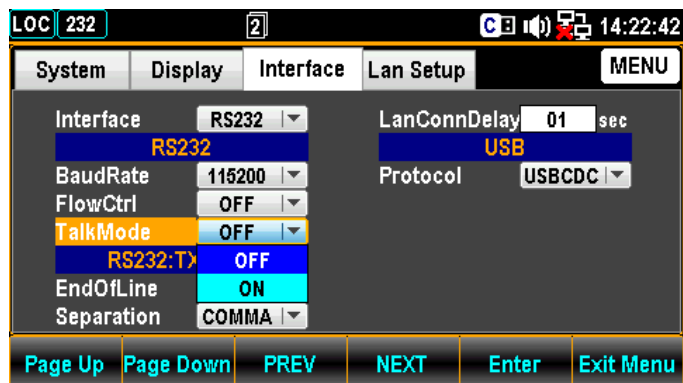 LOC 232 2 C 14:22:42
System Display Interface Lan Setup MENU
Interface RS232 LanConnDelay 01 sec
RS232 USB
BaudRate 115200 Protocol USBCDC
FlowCtrl OFF
TalkMode OFF
RS232:TX OFF
EndOfLine ON
Separation COMMA
Page Up Page Down PREV NEXT Enter Exit Menu